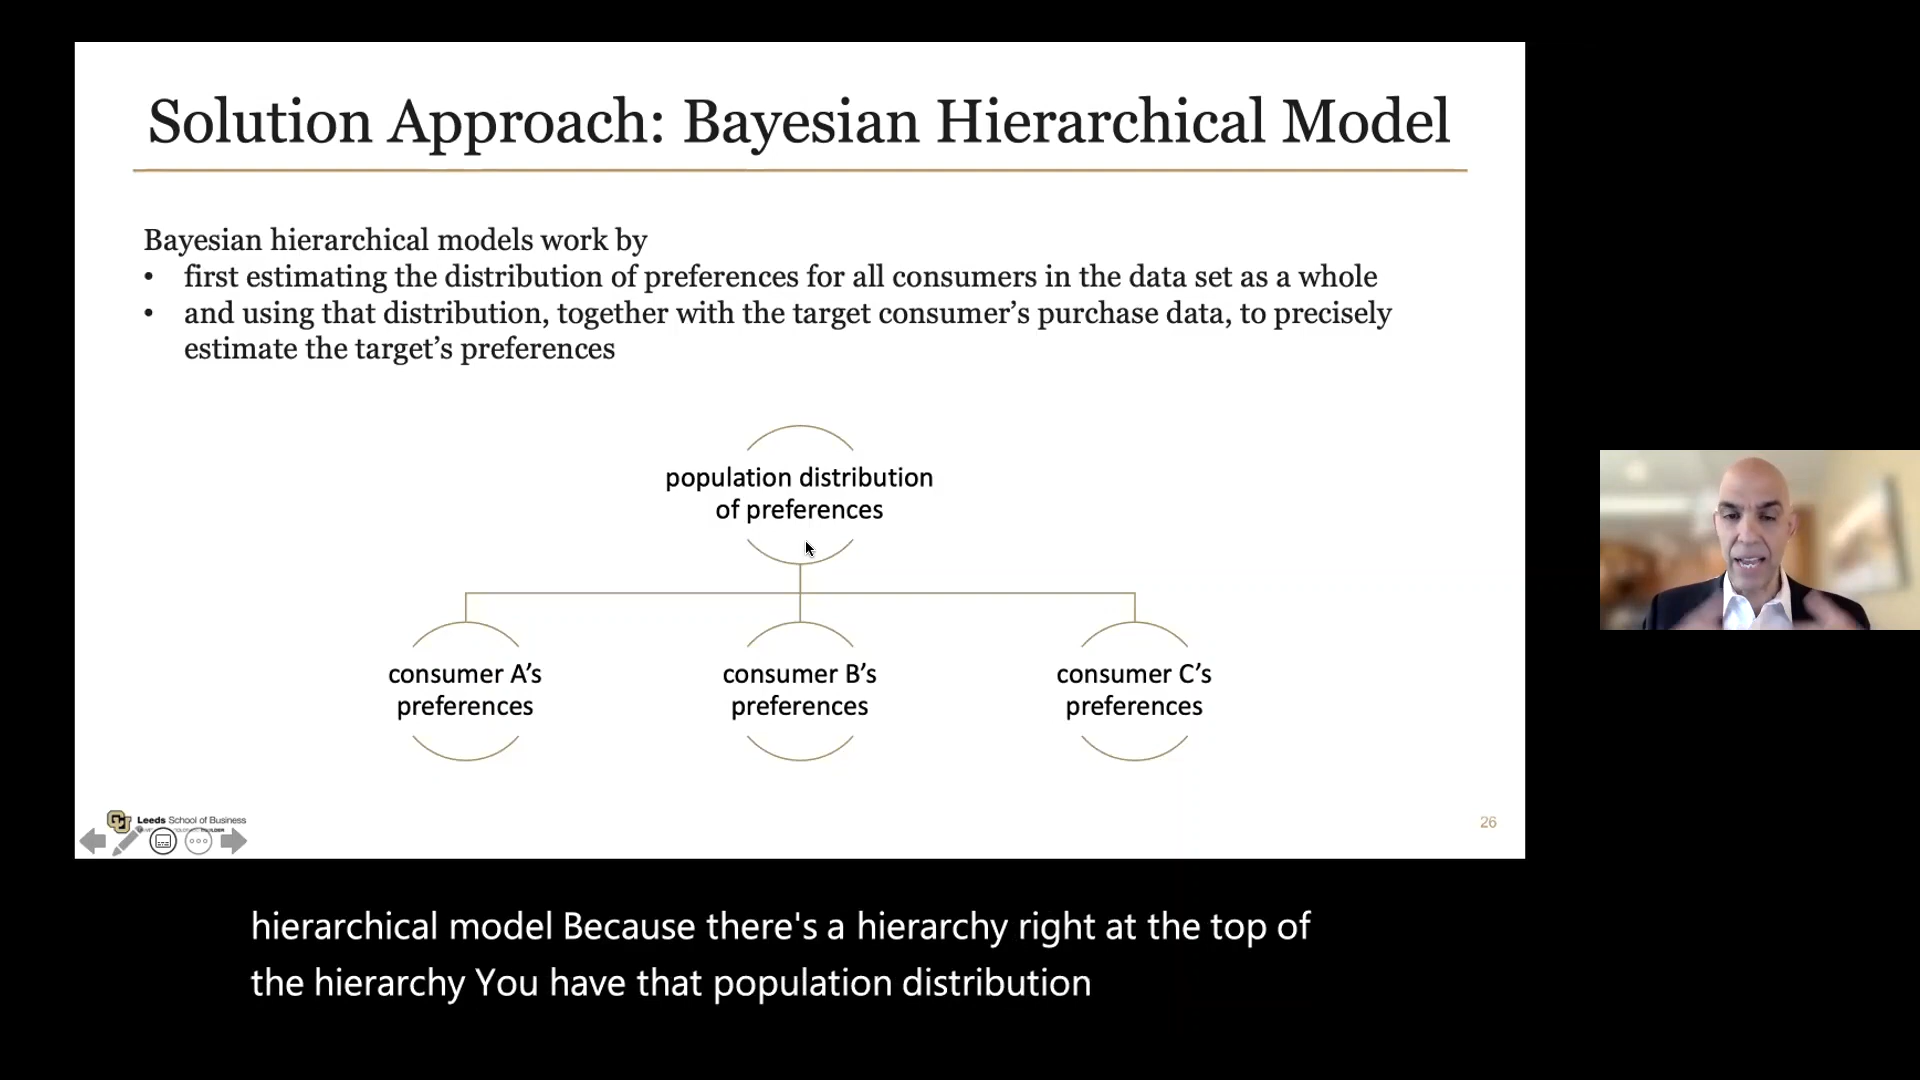 Solution Approach: Bayesian Hierarchical Model
Bayesian hierarchical models work by
• first estimating the distribution of preferences for all consumers in the data set as a whole
• and using that distribution, together with the target consumer’s purchase data, to precisely
estimate the target’s preferences
population distribution
of preferences
consumer A’s
preferences
consumer B’s
preferences
consumer C’s
preferences
CU
Leeds School of Business
26
hierarchical model Because there's a hierarchy right at the top of
the hierarchy You have that population distribution